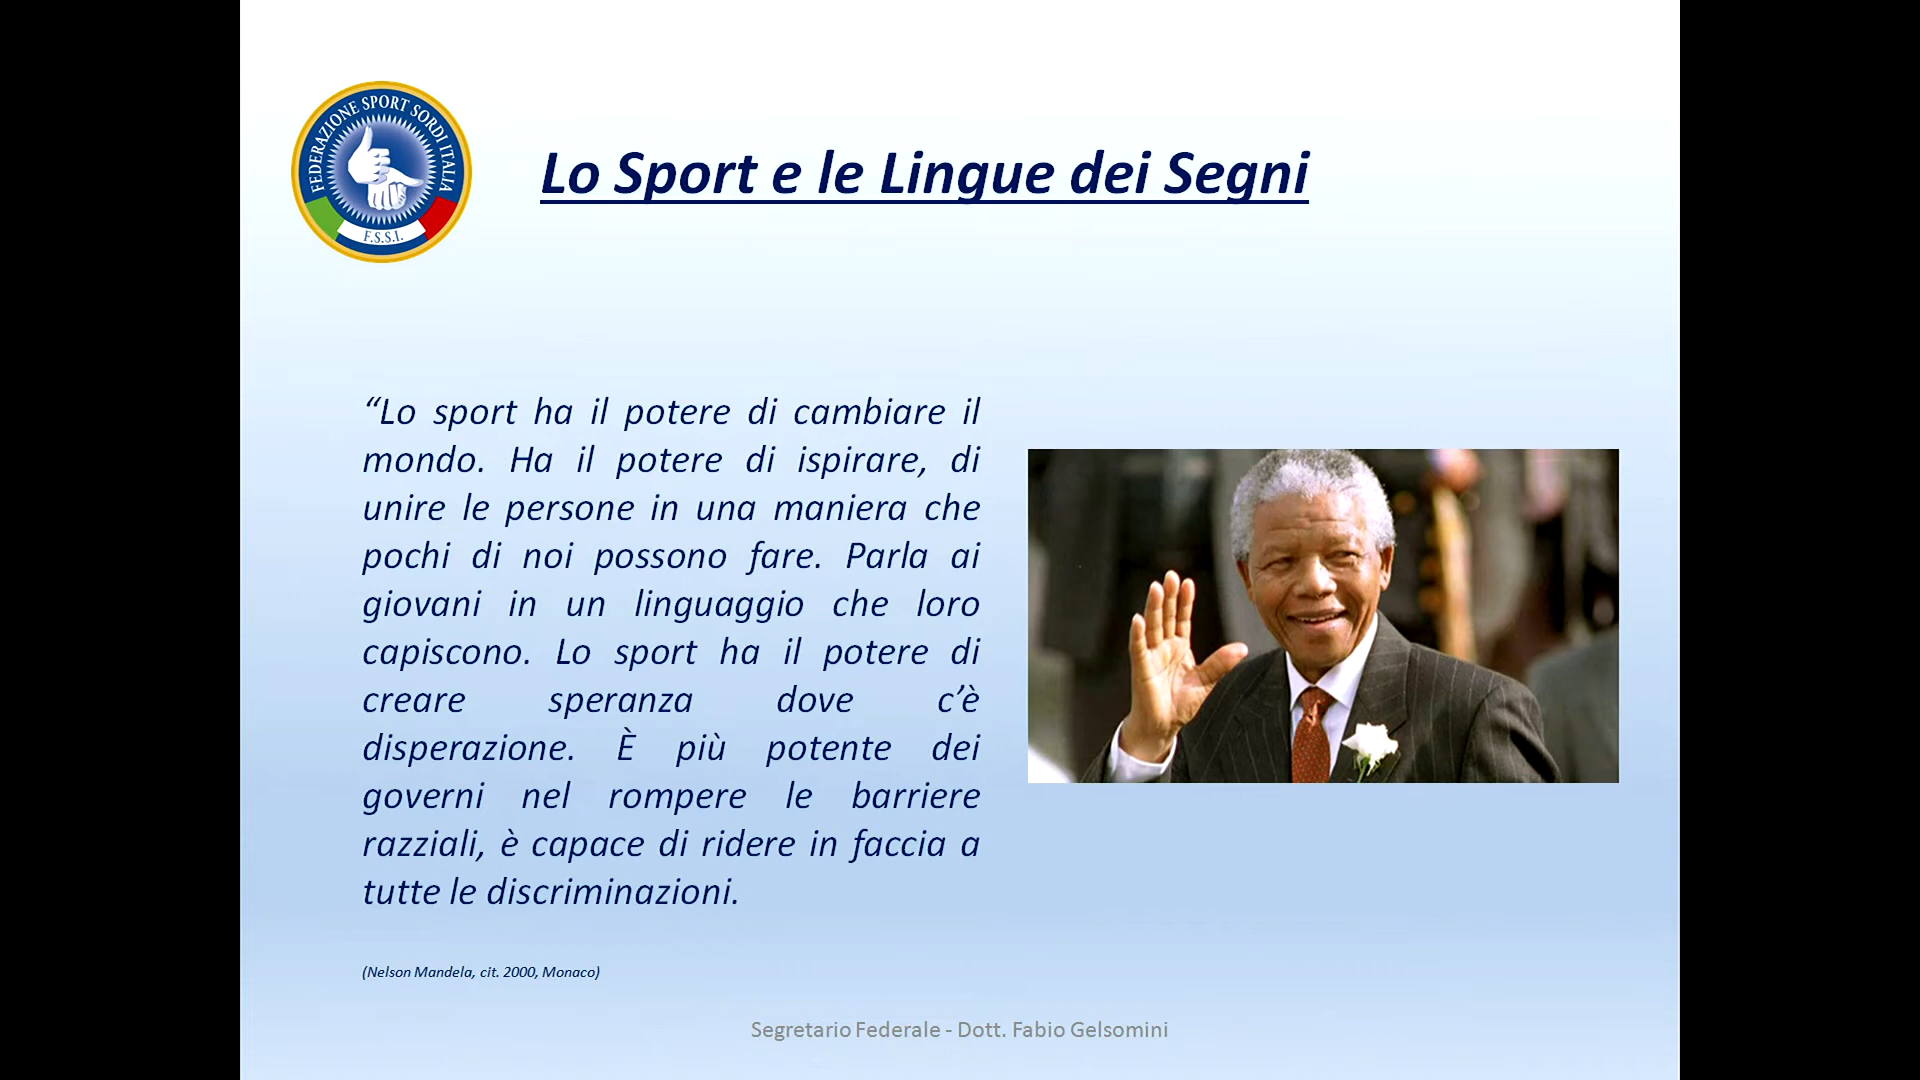 FEDERAZIONE SPORT SORDI ITALIA
F.S.S.I.
Lo Sport e le Lingue dei Segni
“Lo sport ha il potere di cambiare il
mondo. Ha il potere di ispirare, di
unire le persone in una maniera che
pochi di noi possono fare. Parla ai
giovani in un linguaggio che loro
capiscono. Lo sport ha il potere di
creare speranza dove c’è
disperazione. È più potente dei
governi nel rompere le barriere
razziali, è capace di ridere in faccia a
tutte le discriminazioni.
(Nelson Mandela, cit. 2000, Monaco)
Segretario Federale - Dott. Fabio Gelsomini